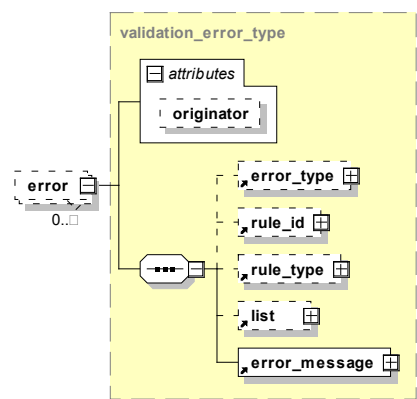 validation_error_type
attributes
originator
error
0..□
error_type
rule_id
rule_type
list
error_message